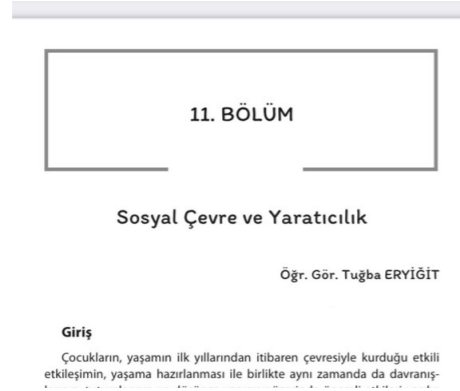 11. BÖLÜM
Sosyal Çevre ve Yaratıcılık
Öğr. Gör. Tuğba ERYİĞİT
Giriş
Çocukların, yaşamın ilk yıllarından itibaren çevresiyle kurduğu etkili
etkileşimin, yaşama hazırlanması ile birlikte aynı zamanda da davranış-